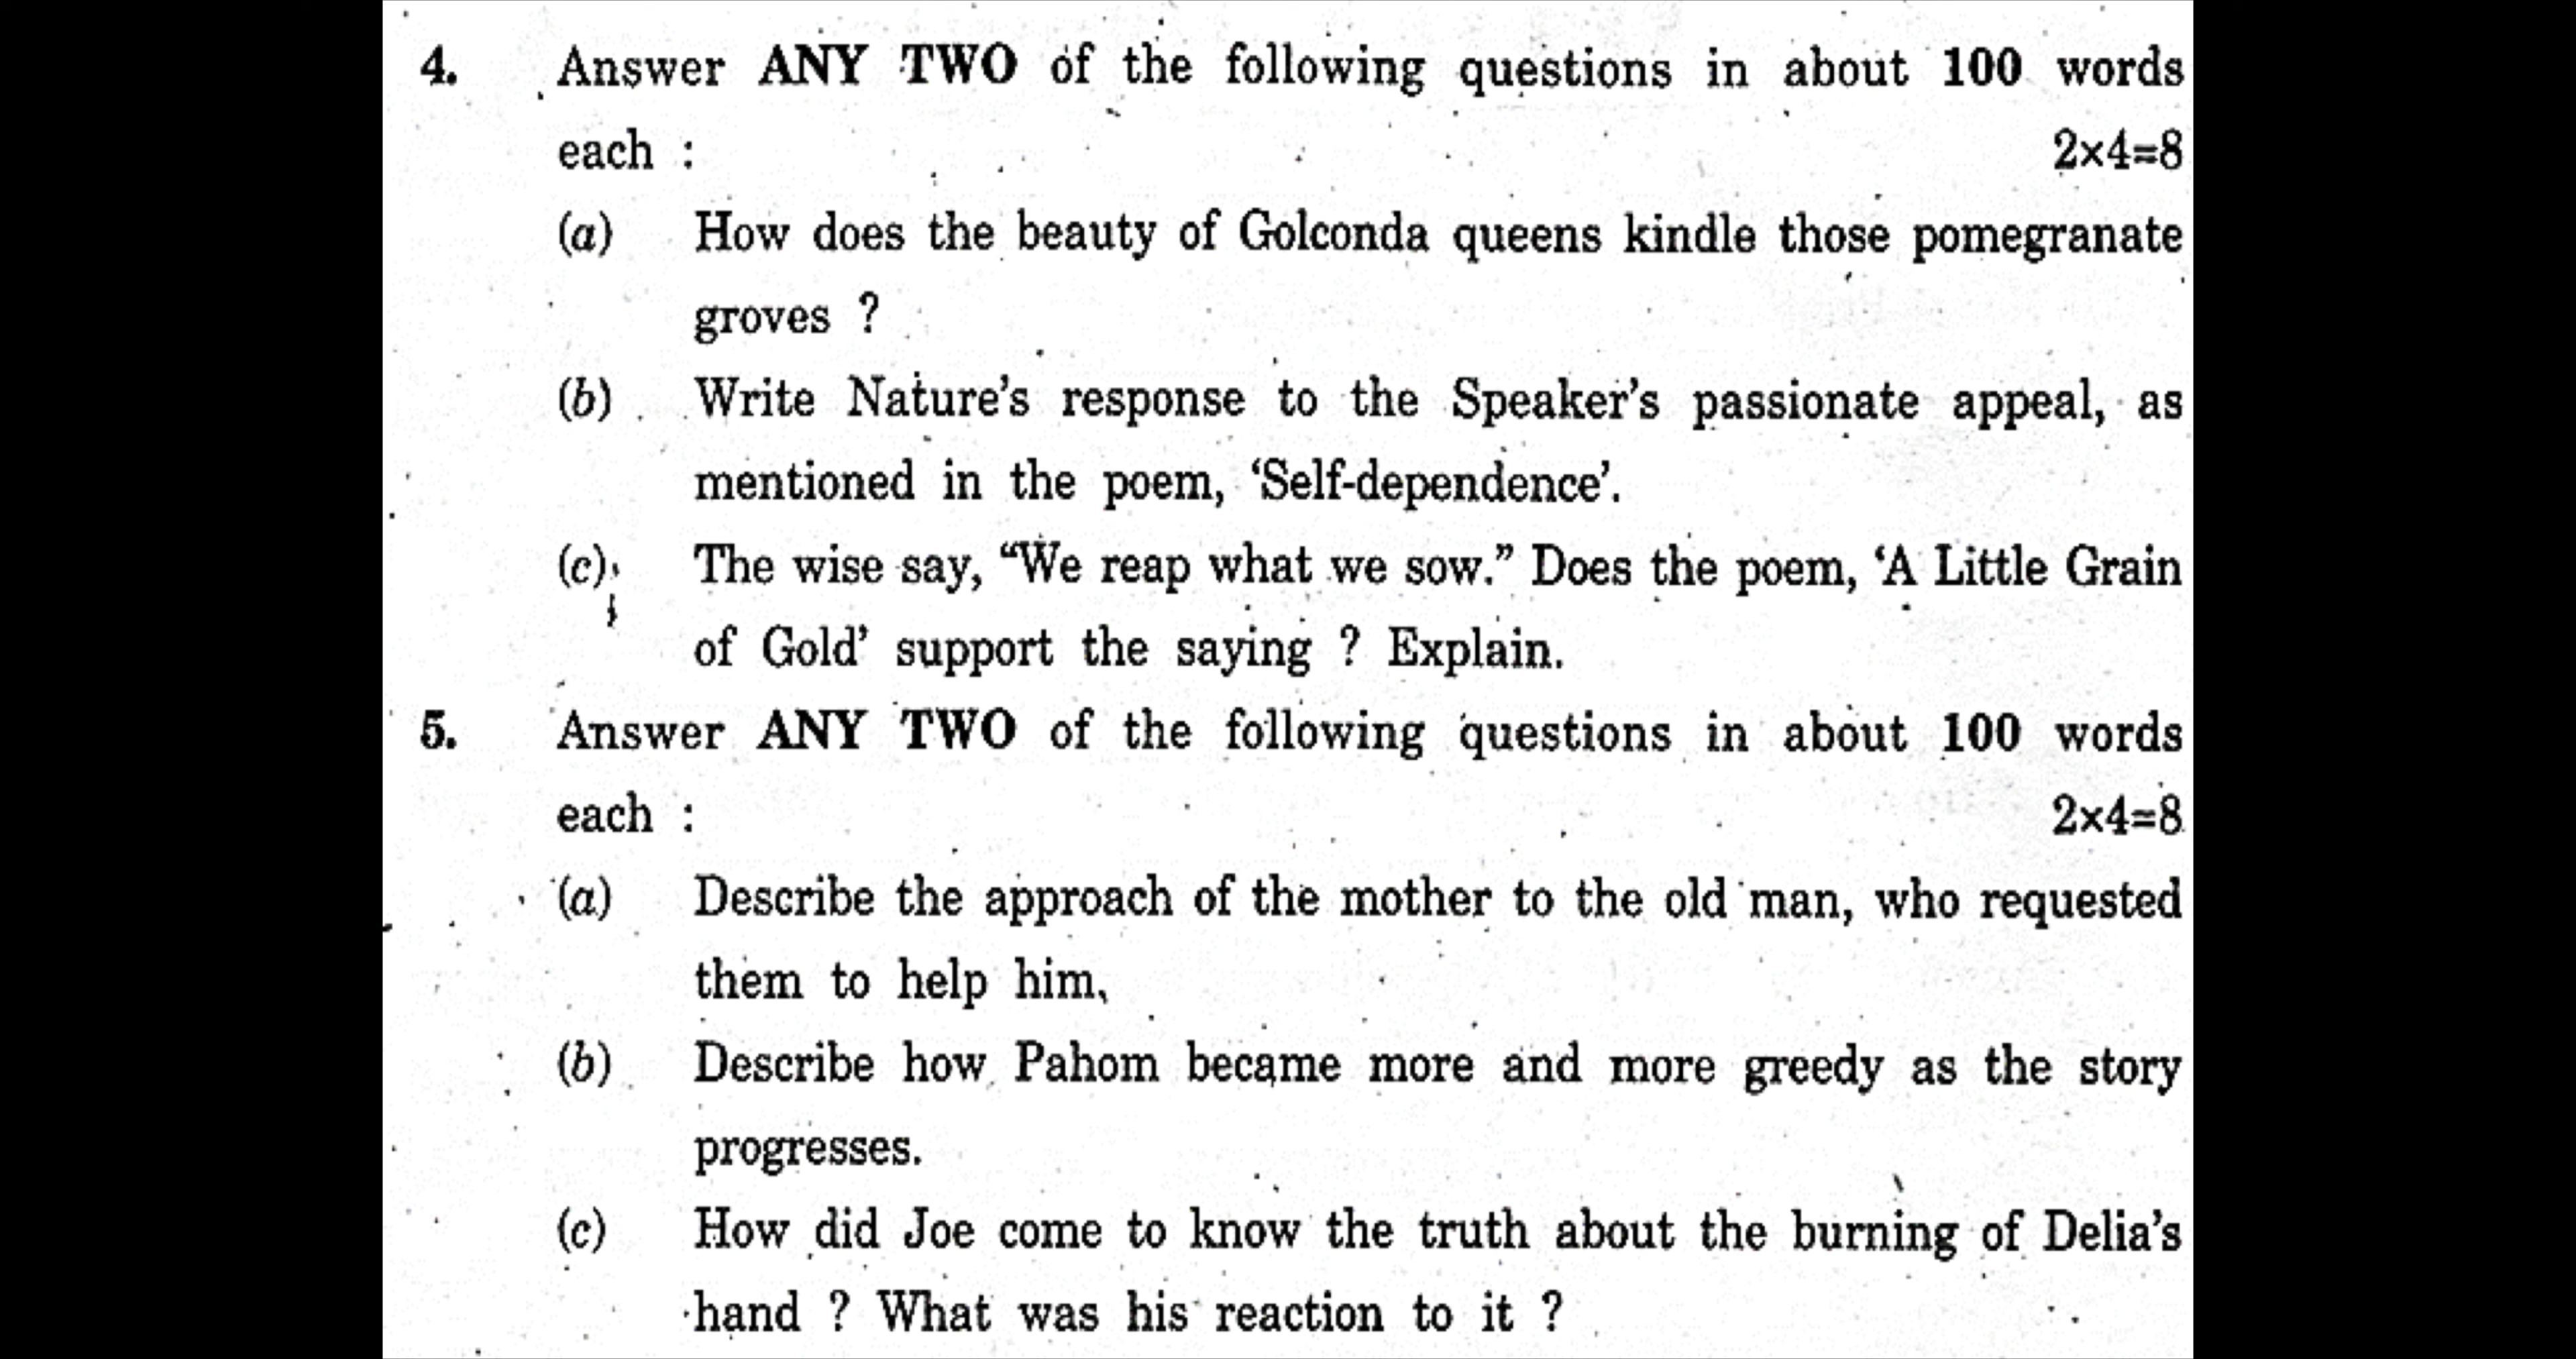 4. Answer ANY TWO of the following questions in about 100 words
each : 2×4=8
(a) How does the beauty of Golconda queens kindle those pomegranate
groves ?
(b) Write Nature's response to the Speaker's passionate appeal, as
mentioned in the poem, 'Self-dependence'.
(c) The wise say, "We reap what we sow." Does the poem, 'A Little Grain
of Gold' support the saying ? Explain.
5. Answer ANY TWO of the following questions in about 100 words
each : 2×4=8
(a) Describe the approach of the mother to the old man, who requested
them to help him.
(b) Describe how Pahom became more and more greedy as the story
progresses.
(c) How did Joe come to know the truth about the burning of Delia's
hand ? What was his reaction to it ?